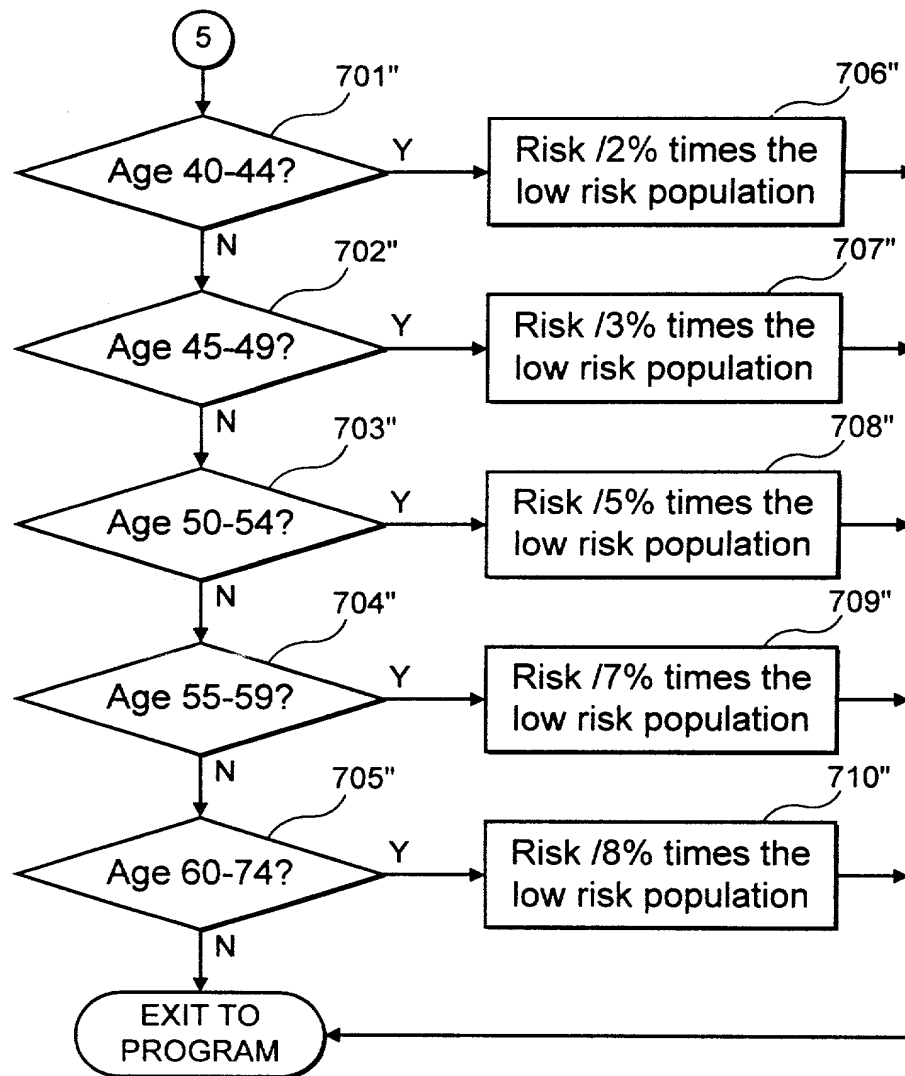 5
701"
706"
Age 40-44?
Y
Risk /2% times the
low risk population
N
702"
707"
Age 45-49?
Y
Risk /3% times the
low risk population
N
703"
708"
Age 50-54?
Y
Risk /5% times the
low risk population
N
704"
709"
Age 55-59?
Y
Risk /7% times the
low risk population
N
705"
710"
Age 60-74?
Y
Risk /8% times the
low risk population
N
EXIT TO
PROGRAM